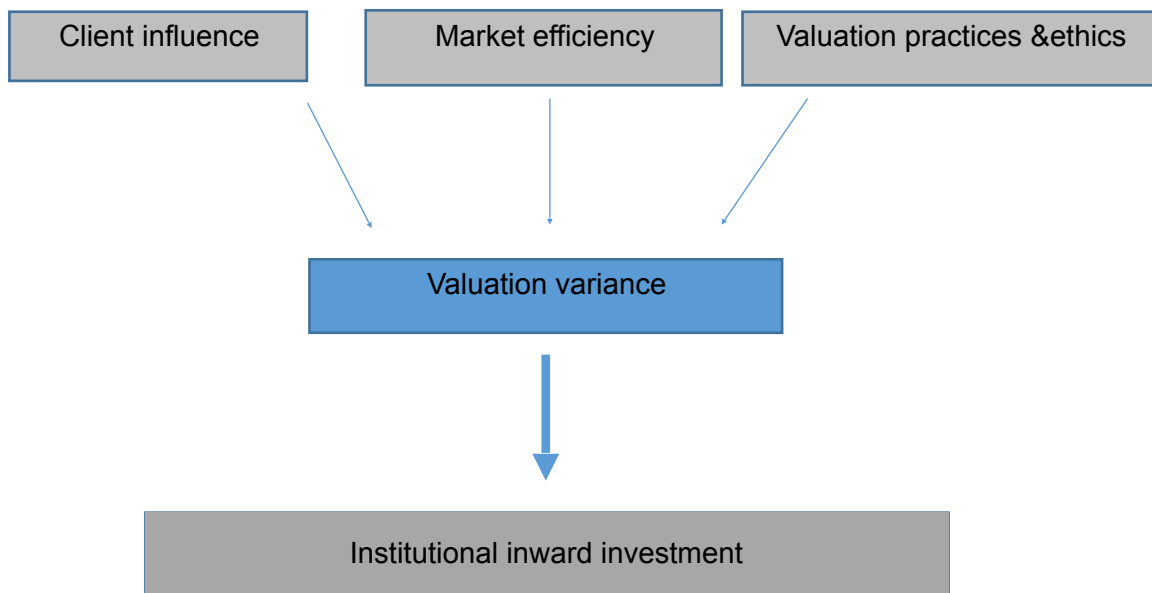 Client influence
Market efficiency
Valuation practices &ethics
Valuation variance
Institutional inward investment